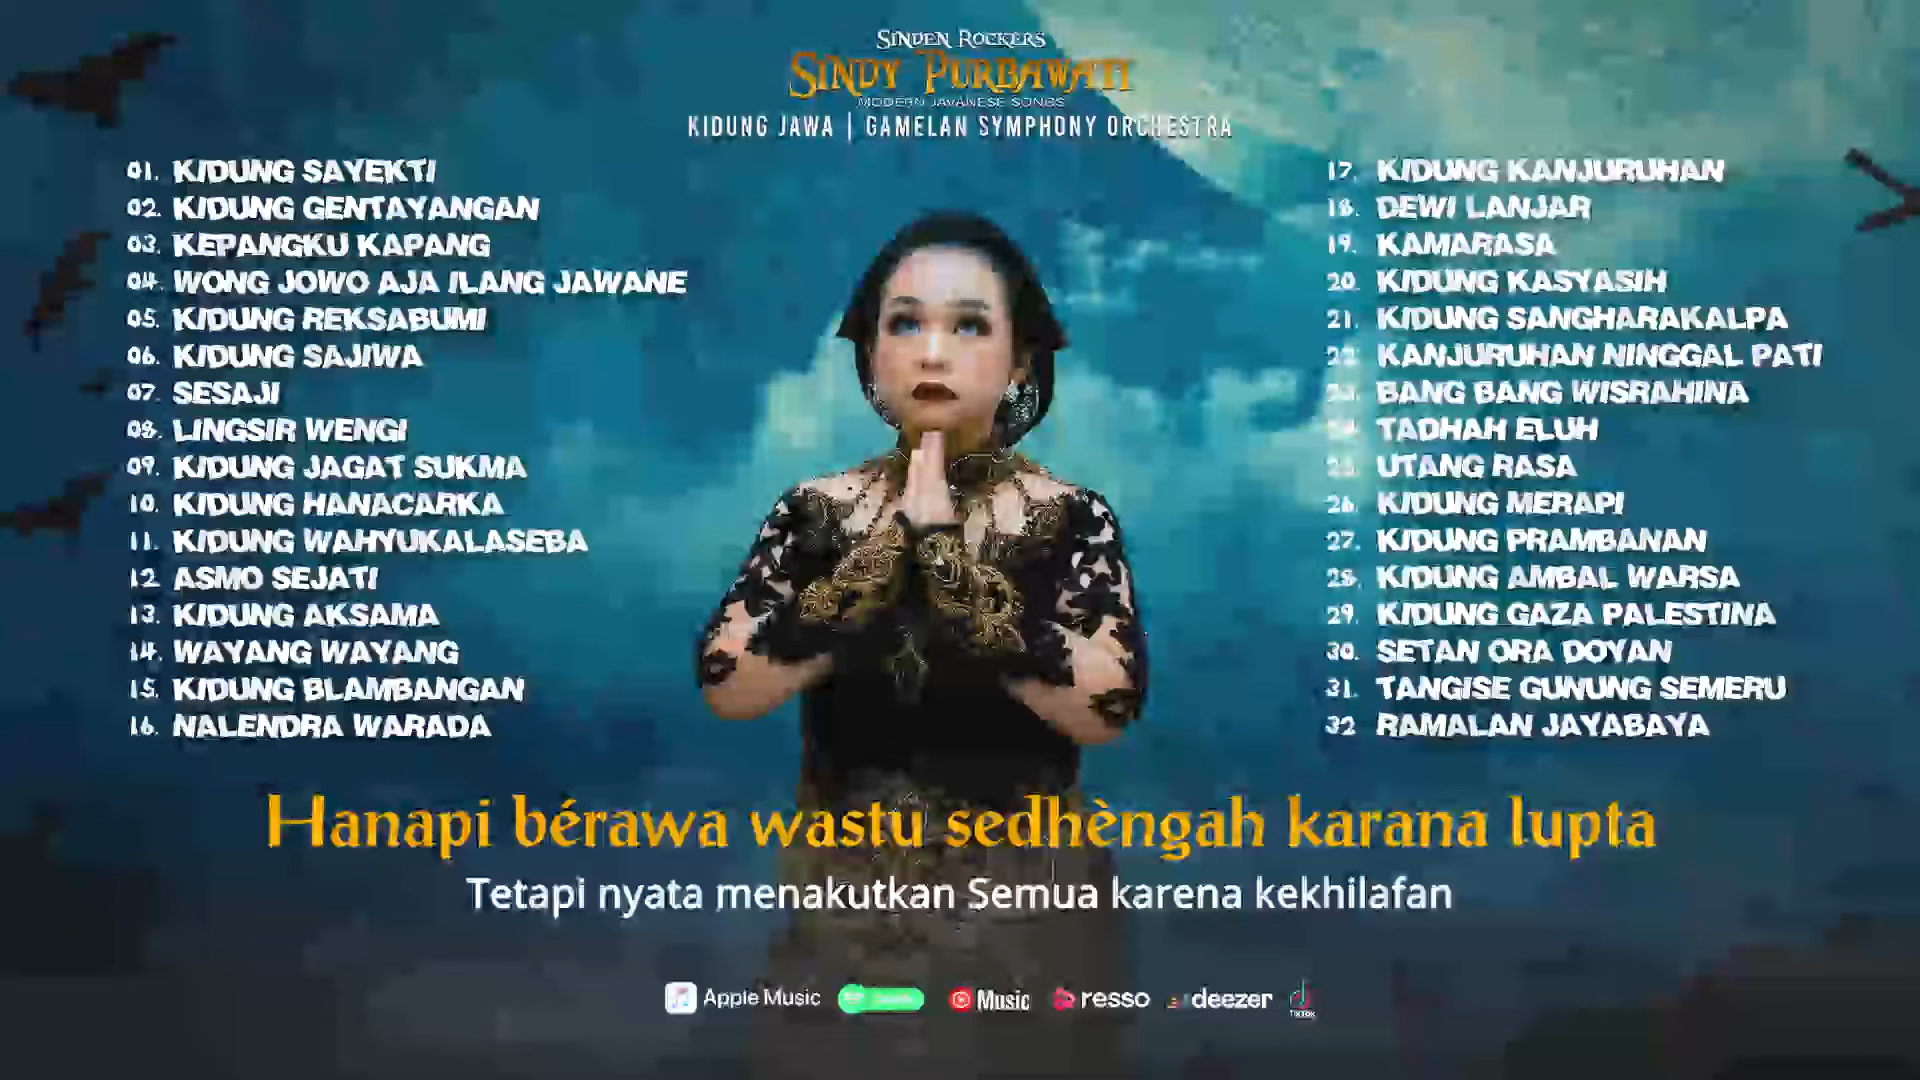 SINDEN ROCKERS
SINDY PURBAWATI
MODERN JAVANESE SONGS
KIDUNG JAWA | GAMELAN SYMPHONY ORCHESTRA
01. KIDUNG SAYEKTI
02. KIDUNG GENTAYANGAN
03. KEPANGKU KAPANG
04. WONG JOWO AJA ILANG JAWANE
05. KIDUNG REKSABUMI
06. KIDUNG SAJIWA
07. SESAJI
08. LINGSIR WENGI
09. KIDUNG JAGAT SUKMA
10. KIDUNG HANACARKA
11. KIDUNG WAHYUKALASEBA
12 ASMO SEJATI
13. KIDUNG AKSAMA
14. WAYANG WAYANG
15. KIDUNG BLAMBANGAN
16. NALENDRA WARADA
17. KIDUNG KANJURUHAN
18. DEWI LANJAR
19. KAMARASA
20. KIDUNG KASYASIH
21. KIDUNG SANGHARAKALPA
22. KANJURUHAN NINGGAL PATI
23. BANG BANG WISRAHINA
24. TADHAH ELUH
25. UTANG RASA
26. KIDUNG MERAPI
27. KIDUNG PRAMBANAN
28. KIDUNG AMBAL WARSA
29. KIDUNG GAZA PALESTINA
30. SETAN ORA DOYAN
31. TANGISE GUNUNG SEMERU
32 RAMALAN JAYABAYA
Hanapi bérawa wastu sedhèngah karana lupta
Tetapi nyata menakutkan Semua karena kekhilafan
Apple Music
Music
resso
deezer
TikTok